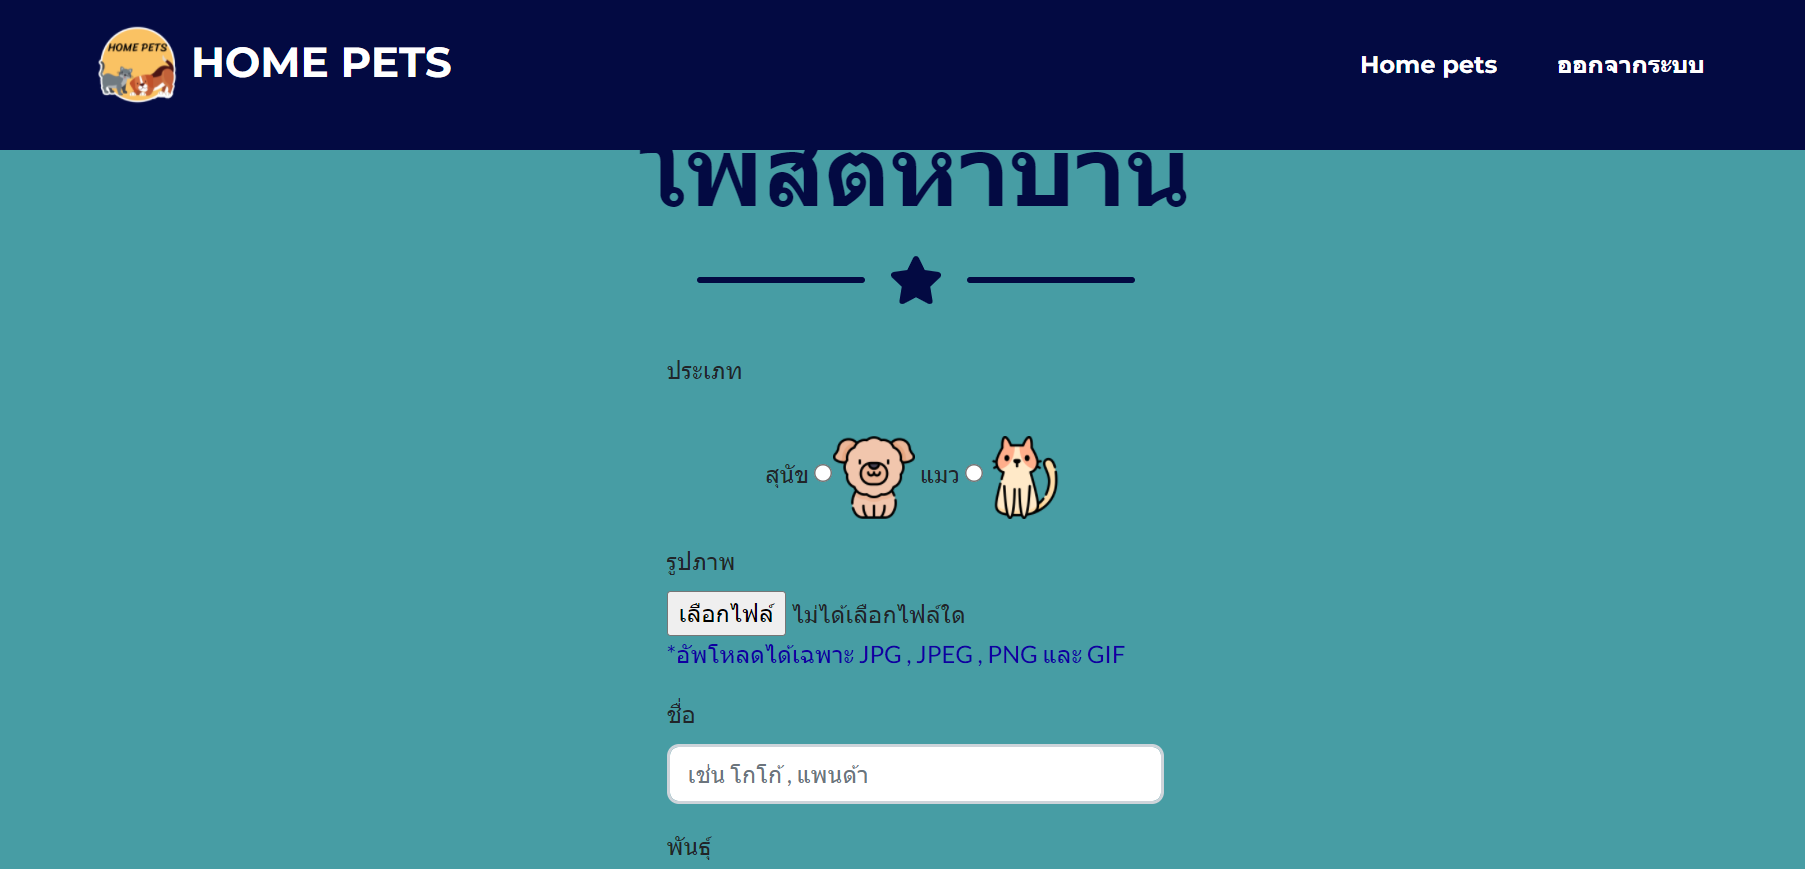 HOME PETS
HOME PETS
Home pets
ออกจากระบบ
โพสต์หาบ้าน
ประเภท
สุนัข
แมว
รูปภาพ
เลือกไฟล์ ไม่ได้เลือกไฟล์ใด
*อัพโหลดได้เฉพาะ JPG , JPEG , PNG และ GIF
ชื่อ
เช่น โกโก้ , แพนด้า
พันธุ์